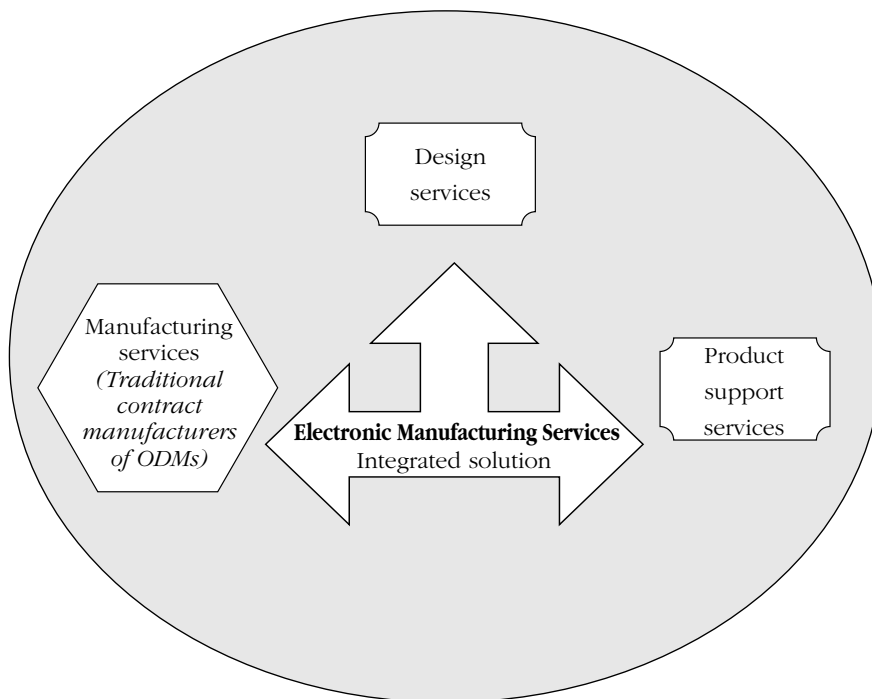 Design
services
Manufacturing
services
(Traditional
contract
manufacturers
of ODMs)
Product
support
services
Electronic Manufacturing Services
Integrated solution